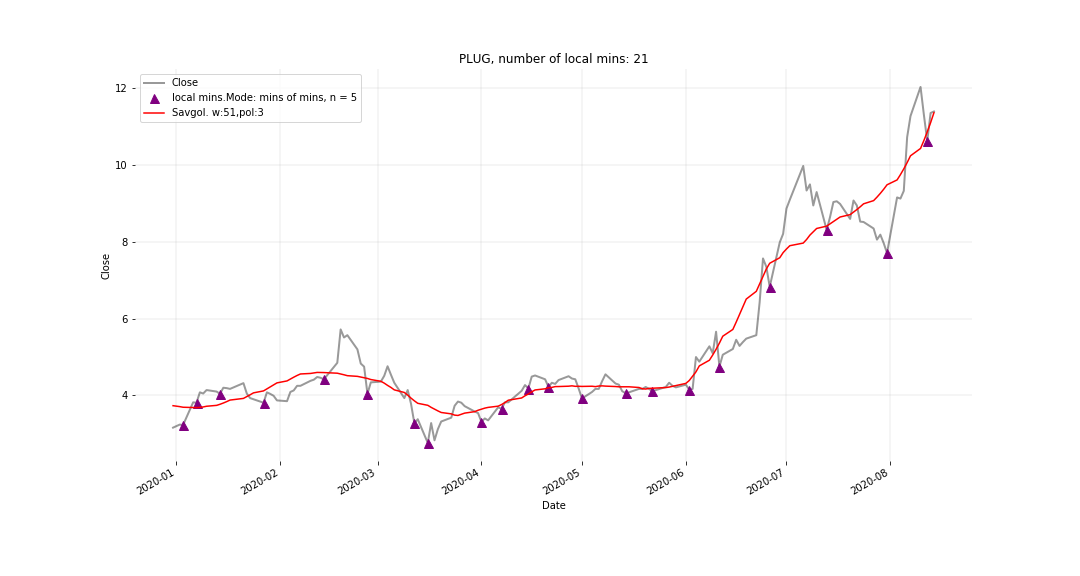 PLUG, number of local mins: 21
Close
local mins.Mode: mins of mins, n = 5
Savgol. w:51,pol:3
12
10
8
6
4
Close
2020-01
2020-02
2020-03
2020-04
2020-05
2020-06
2020-07
2020-08
Date